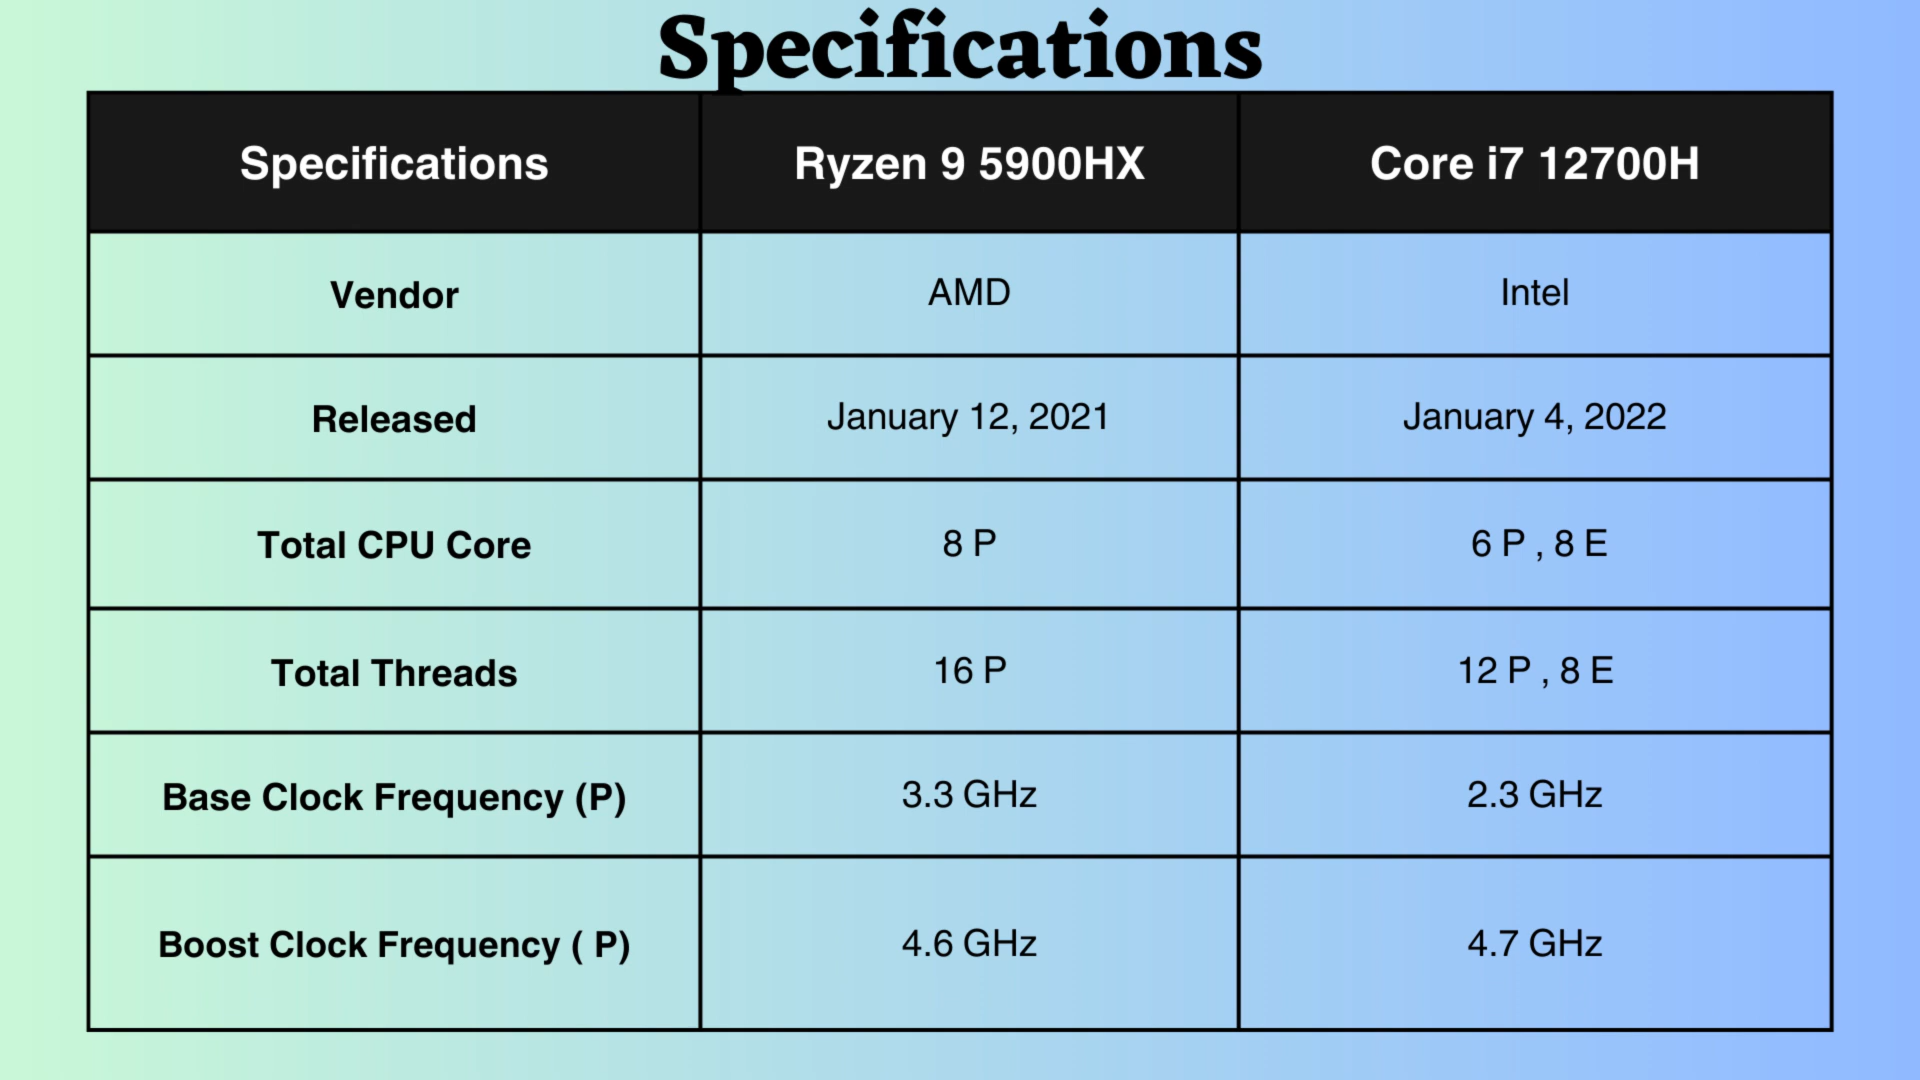 Specifications
Specifications Ryzen 9 5900HX Core i7 12700H
Vendor AMD Intel
Released January 12, 2021 January 4, 2022
Total CPU Core 8 P 6 P , 8 E
Total Threads 16 P 12 P , 8 E
Base Clock Frequency (P) 3.3 GHz 2.3 GHz
Boost Clock Frequency ( P) 4.6 GHz 4.7 GHz